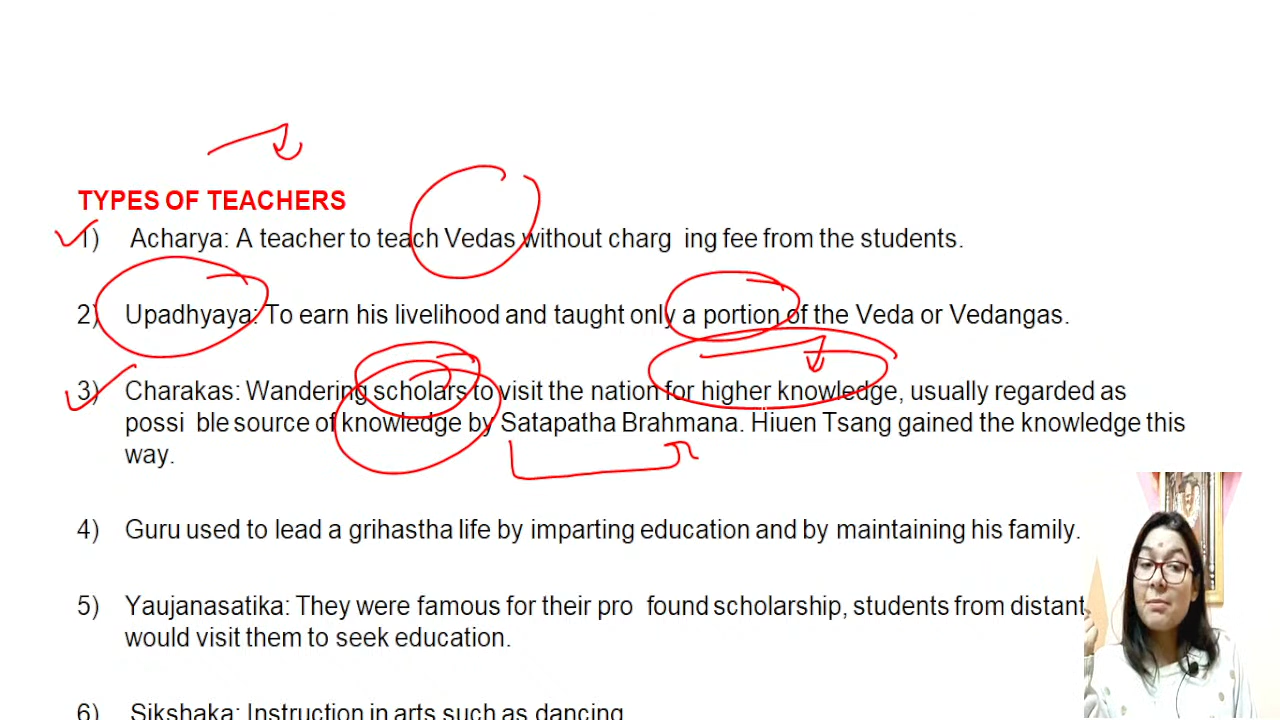 TYPES OF TEACHERS
1) Acharya: A teacher to teach Vedas without charg ing fee from the students.
2) Upadhyaya: To earn his livelihood and taught only a portion of the Veda or Vedangas.
3) Charakas: Wandering scholars to visit the nation for higher knowledge, usually regarded as
possi ble source of knowledge by Satapatha Brahmana. Hiuen Tsang gained the knowledge this
way.
4) Guru used to lead a grihastha life by imparting education and by maintaining his family.
5) Yaujanasatika: They were famous for their pro found scholarship, students from distant
would visit them to seek education.
6) Sikshaka: Instruction in arts such as dancing